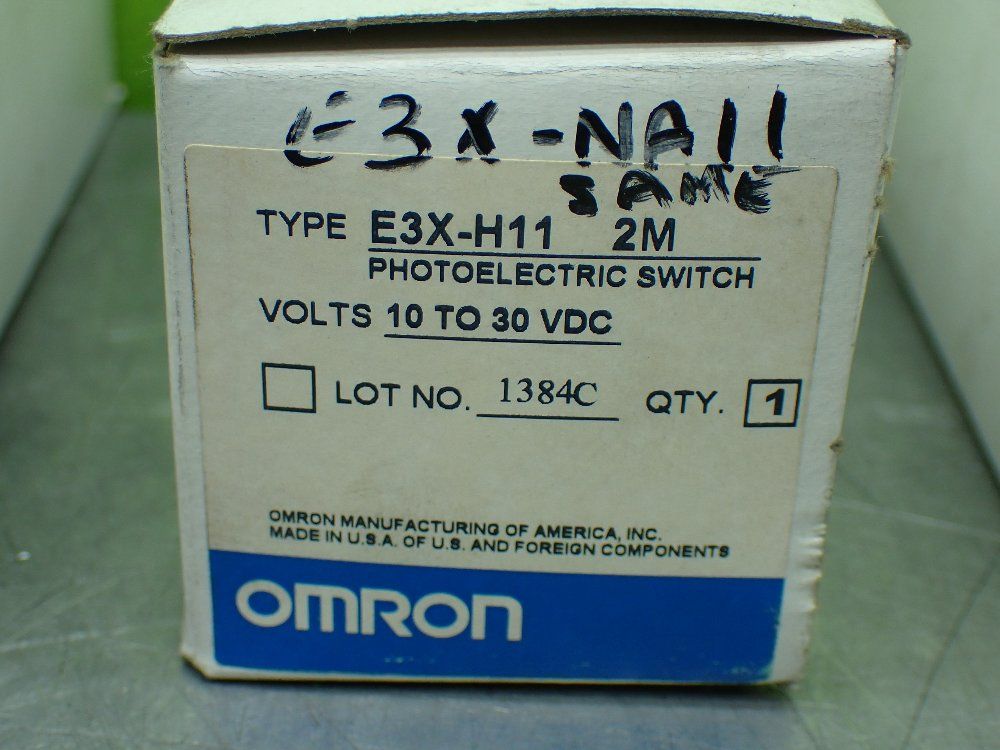 E3X-NA11
SAME
TYPE E3X-H11 2M
PHOTOELECTRIC SWITCH
VOLTS 10 TO 30 VDC
LOT NO. 1384C QTY. 1
OMRON MANUFACTURING OF AMERICA, INC.
MADE IN U.S.A. OF U.S. AND FOREIGN COMPONENTS
OMRON